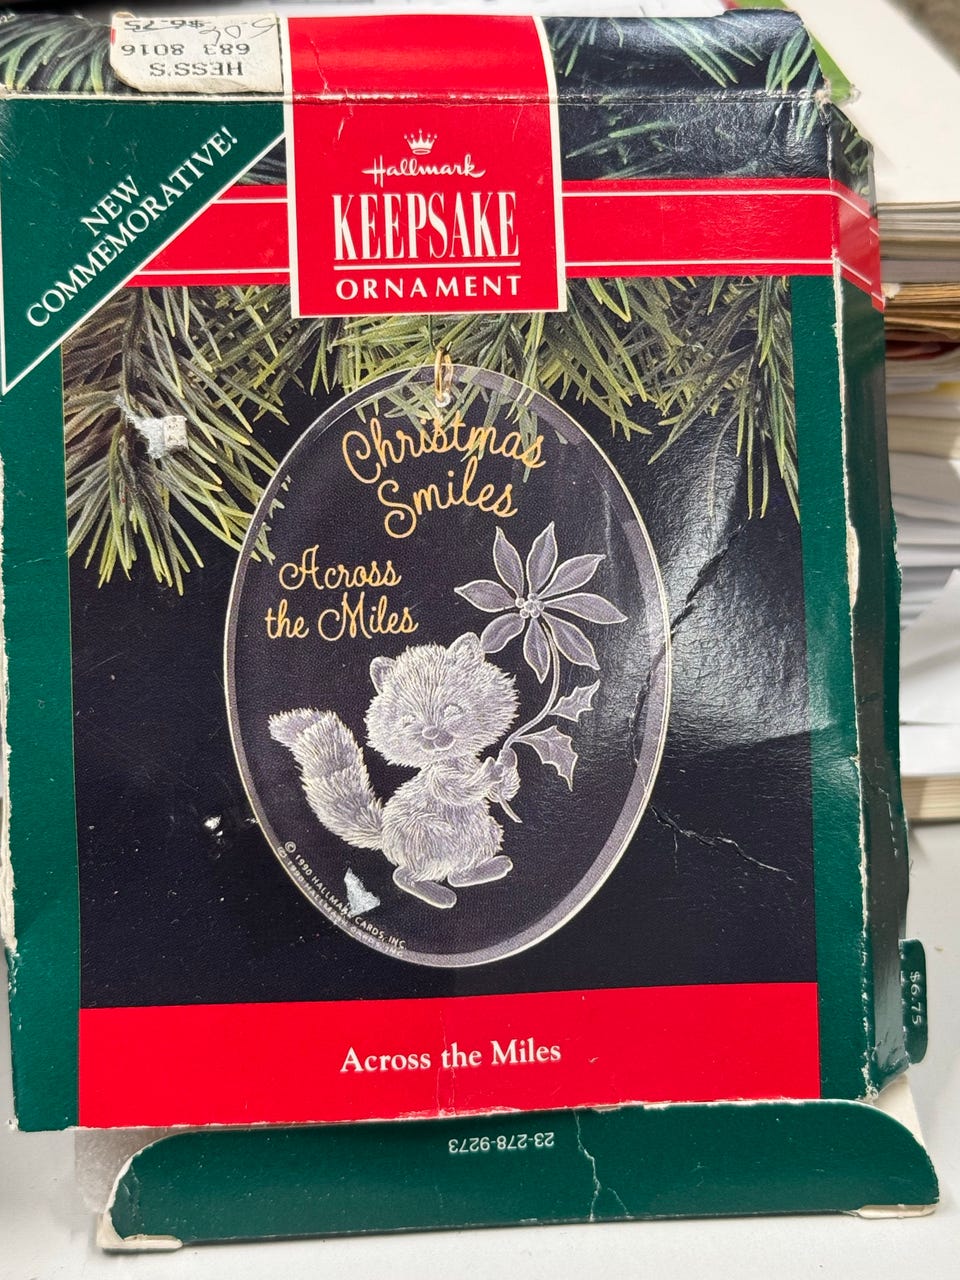 HESS'S
683 8016
$6.75
NEW
COMMEMORATIVE!
Hallmark
KEEPSAKE
ORNAMENT
Christmas
Smiles
Across
the Miles
© 1990 HALLMARK CARDS, INC.
Across the Miles
$6.75
23-278-9273